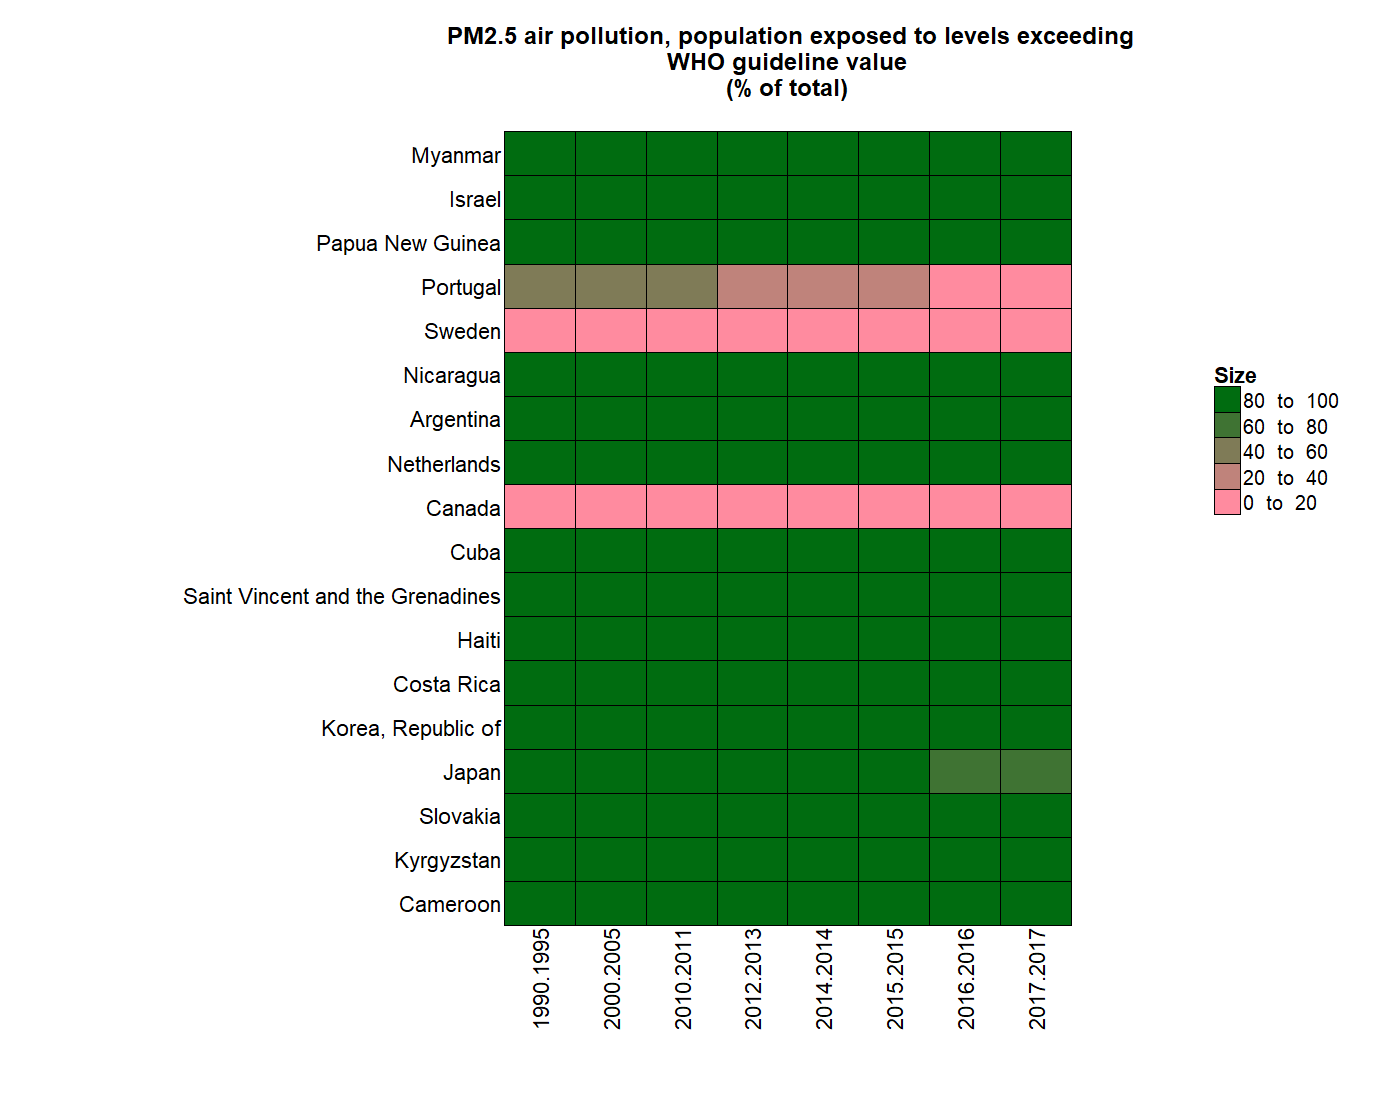 PM2.5 air pollution, population exposed to levels exceeding
WHO guideline value
(% of total)
Myanmar
Israel
Papua New Guinea
Portugal
Sweden
Nicaragua
Argentina
Netherlands
Canada
Cuba
Saint Vincent and the Grenadines
Haiti
Costa Rica
Korea, Republic of
Japan
Slovakia
Kyrgyzstan
Cameroon
1990.1995
2000.2005
2010.2011
2012.2013
2014.2014
2015.2015
2016.2016
2017.2017
Size
80 to 100
60 to 80
40 to 60
20 to 40
0 to 20